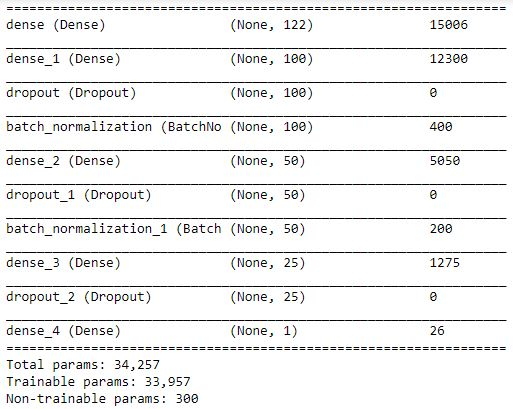 =================================================================
dense (Dense) (None, 122) 15006
_________________________________________________________________
dense_1 (Dense) (None, 100) 12300
_________________________________________________________________
dropout (Dropout) (None, 100) 0
_________________________________________________________________
batch_normalization (BatchNo (None, 100) 400
_________________________________________________________________
dense_2 (Dense) (None, 50) 5050
_________________________________________________________________
dropout_1 (Dropout) (None, 50) 0
_________________________________________________________________
batch_normalization_1 (Batch (None, 50) 200
_________________________________________________________________
dense_3 (Dense) (None, 25) 1275
_________________________________________________________________
dropout_2 (Dropout) (None, 25) 0
_________________________________________________________________
dense_4 (Dense) (None, 1) 26
=================================================================
Total params: 34,257
Trainable params: 33,957
Non-trainable params: 300